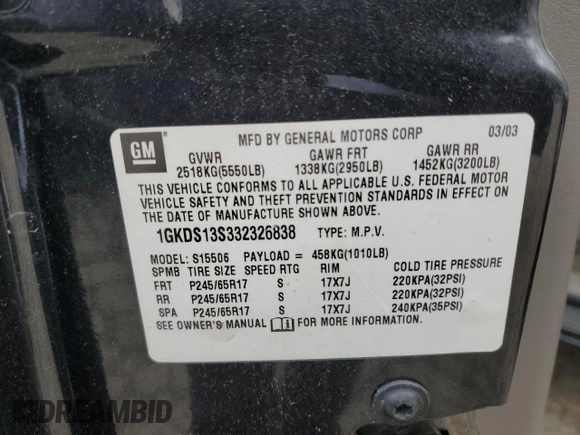 MFD BY GENERAL MOTORS CORP 03/03
GM ®
GVWR GAWR FRT GAWR RR
2518KG(5550LB) 1338KG(2950LB) 1452KG(3200LB)
THIS VEHICLE CONFORMS TO ALL APPLICABLE U.S. FEDERAL MOTOR
VEHICLE SAFETY AND THEFT PREVENTION STANDARDS IN EFFECT ON
THE DATE OF MANUFACTURE SHOWN ABOVE.
1GKDS13S332326838 TYPE: M.P.V.
MODEL: S15506 PAYLOAD = 458KG(1010LB)
SPMB TIRE SIZE SPEED RTG RIM COLD TIRE PRESSURE
FRT P245/65R17 S 17X7J 220KPA(32PSI)
RR P245/65R17 S 17X7J 220KPA(32PSI)
SPA P245/65R17 S 17X7J 240KPA(35PSI)
SEE OWNER'S MANUAL FOR MORE INFORMATION.
BIDREAMBID